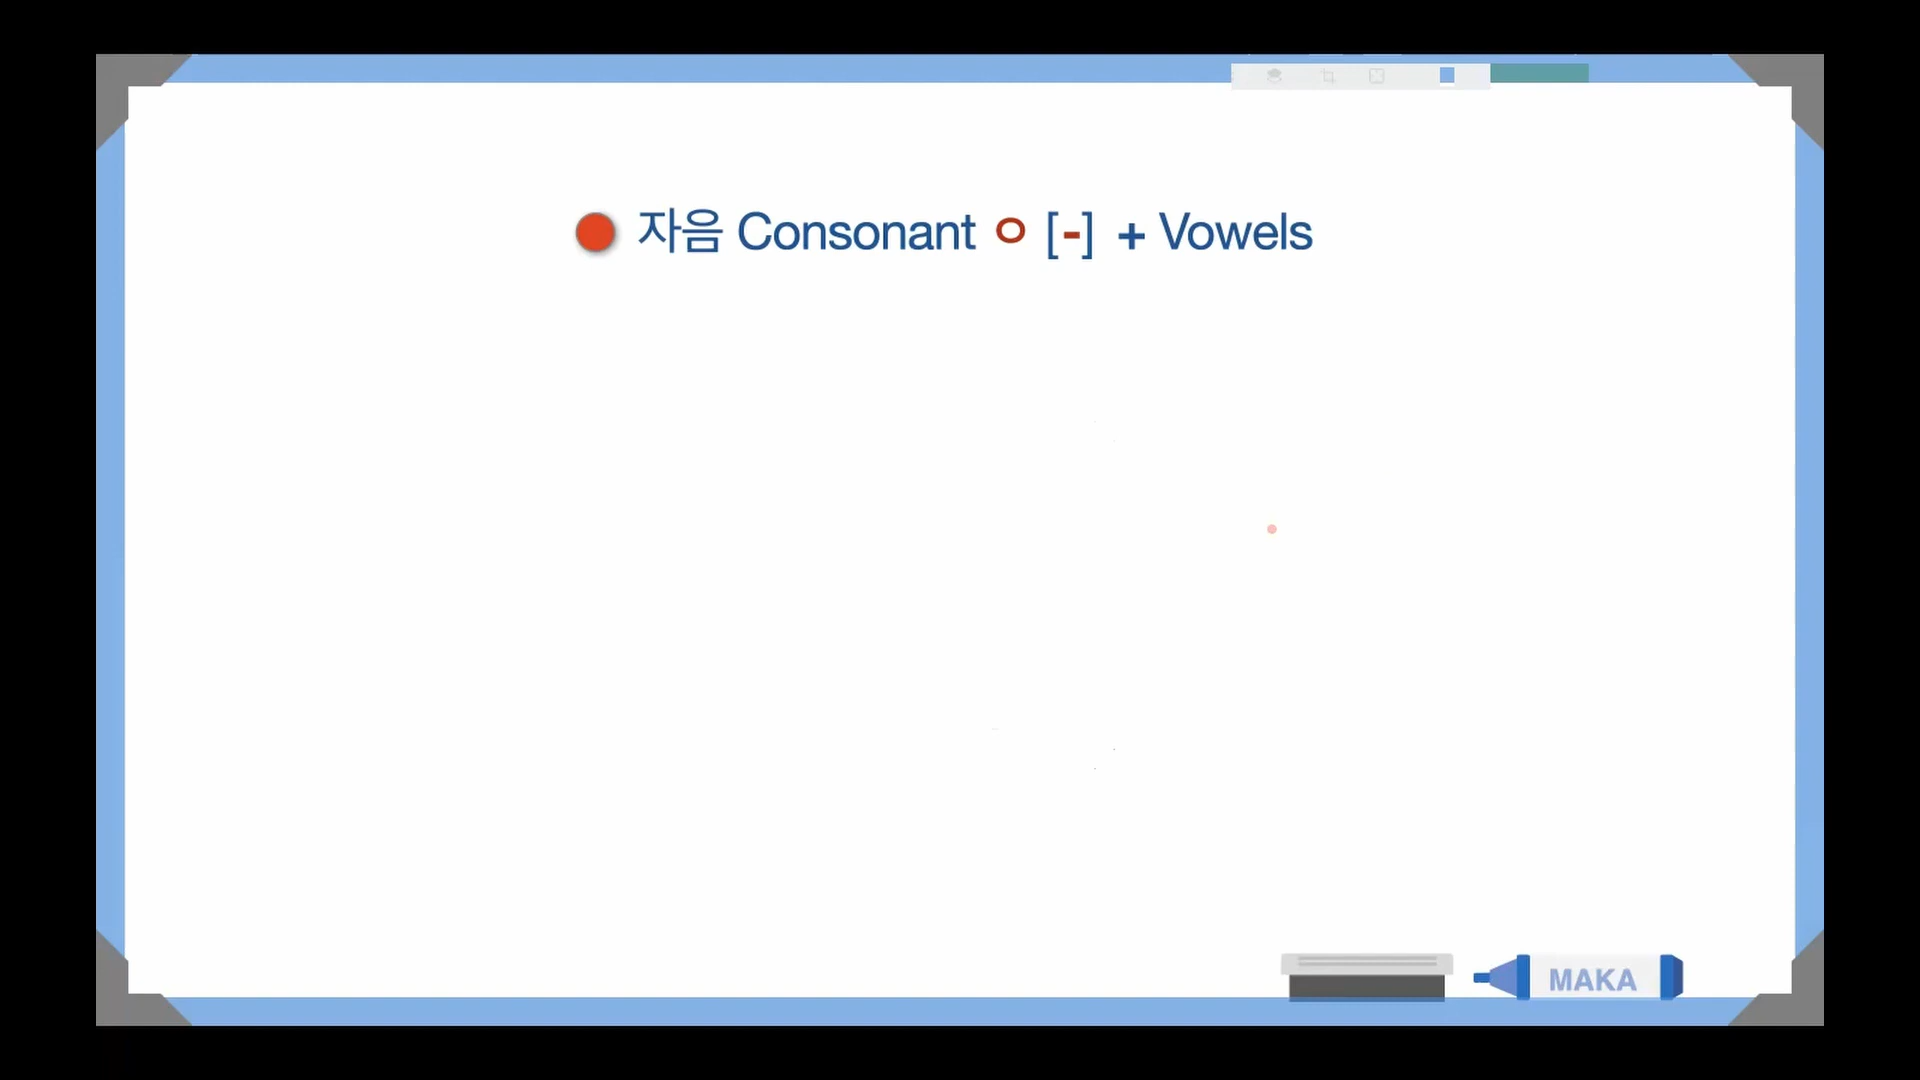 자음 Consonant ㅇ [-] + Vowels
MAKA